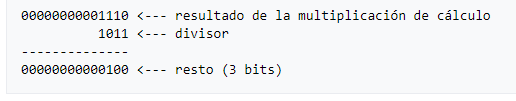 00000000001110 <--- resultado de la multiplicación de cálculo
1011 <--- divisor
--------------
00000000000100 <--- resto (3 bits)